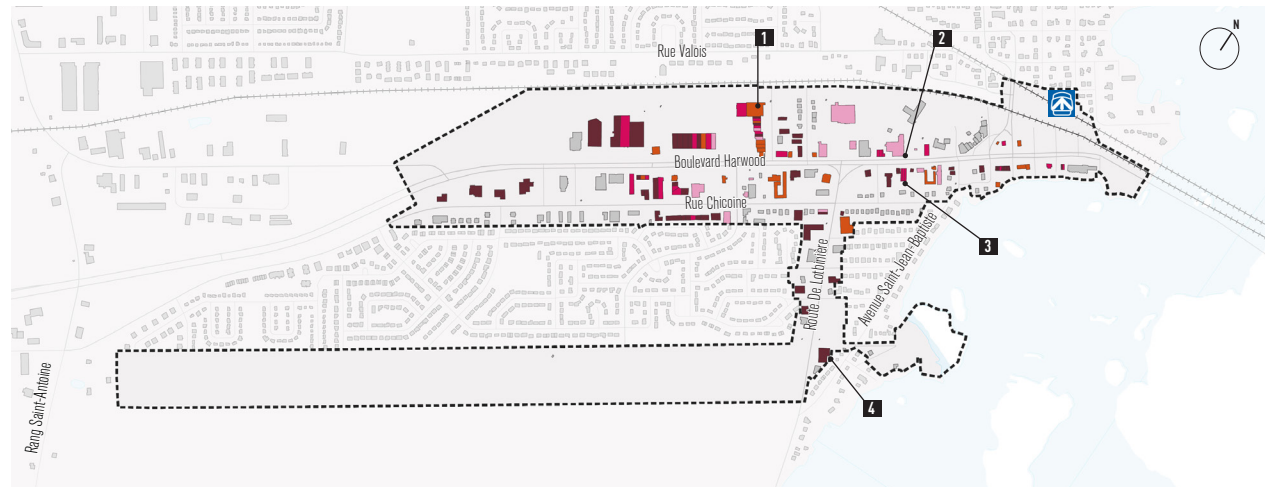 N
1
2
Rue Valois
Boulevard Harwood
Rue Chicoine
3
Route De Lotbinière
Avenue Saint-Jean-Baptiste
4
Rang Saint-Antoine